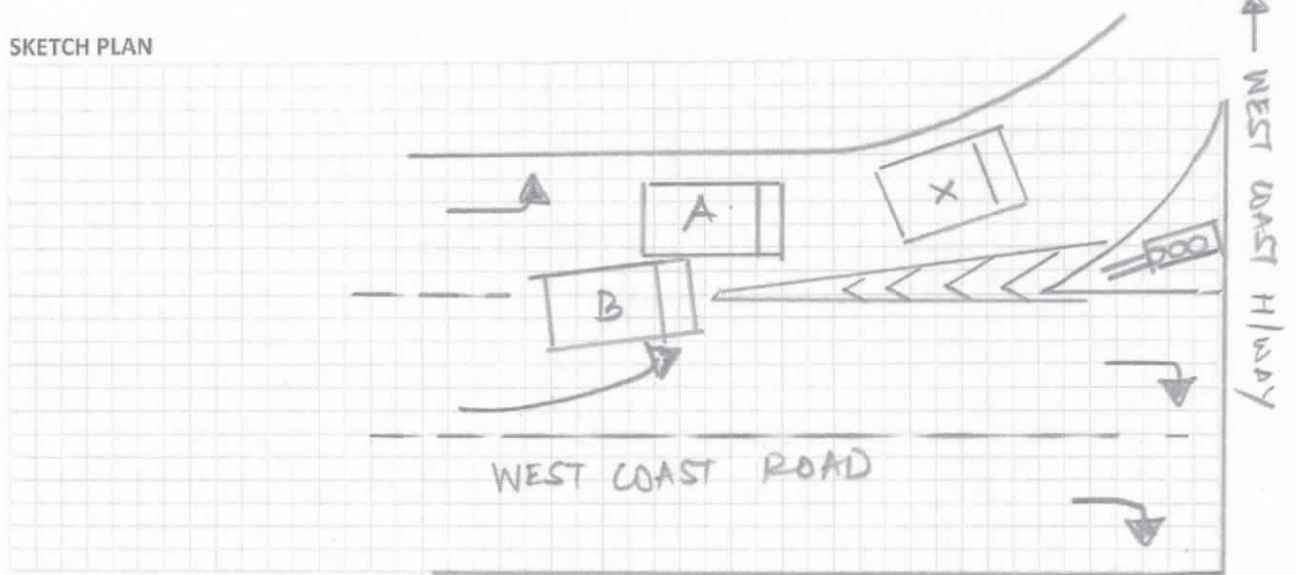 SKETCH PLAN
WEST COAST H/WAY
A
X
B
WEST COAST ROAD